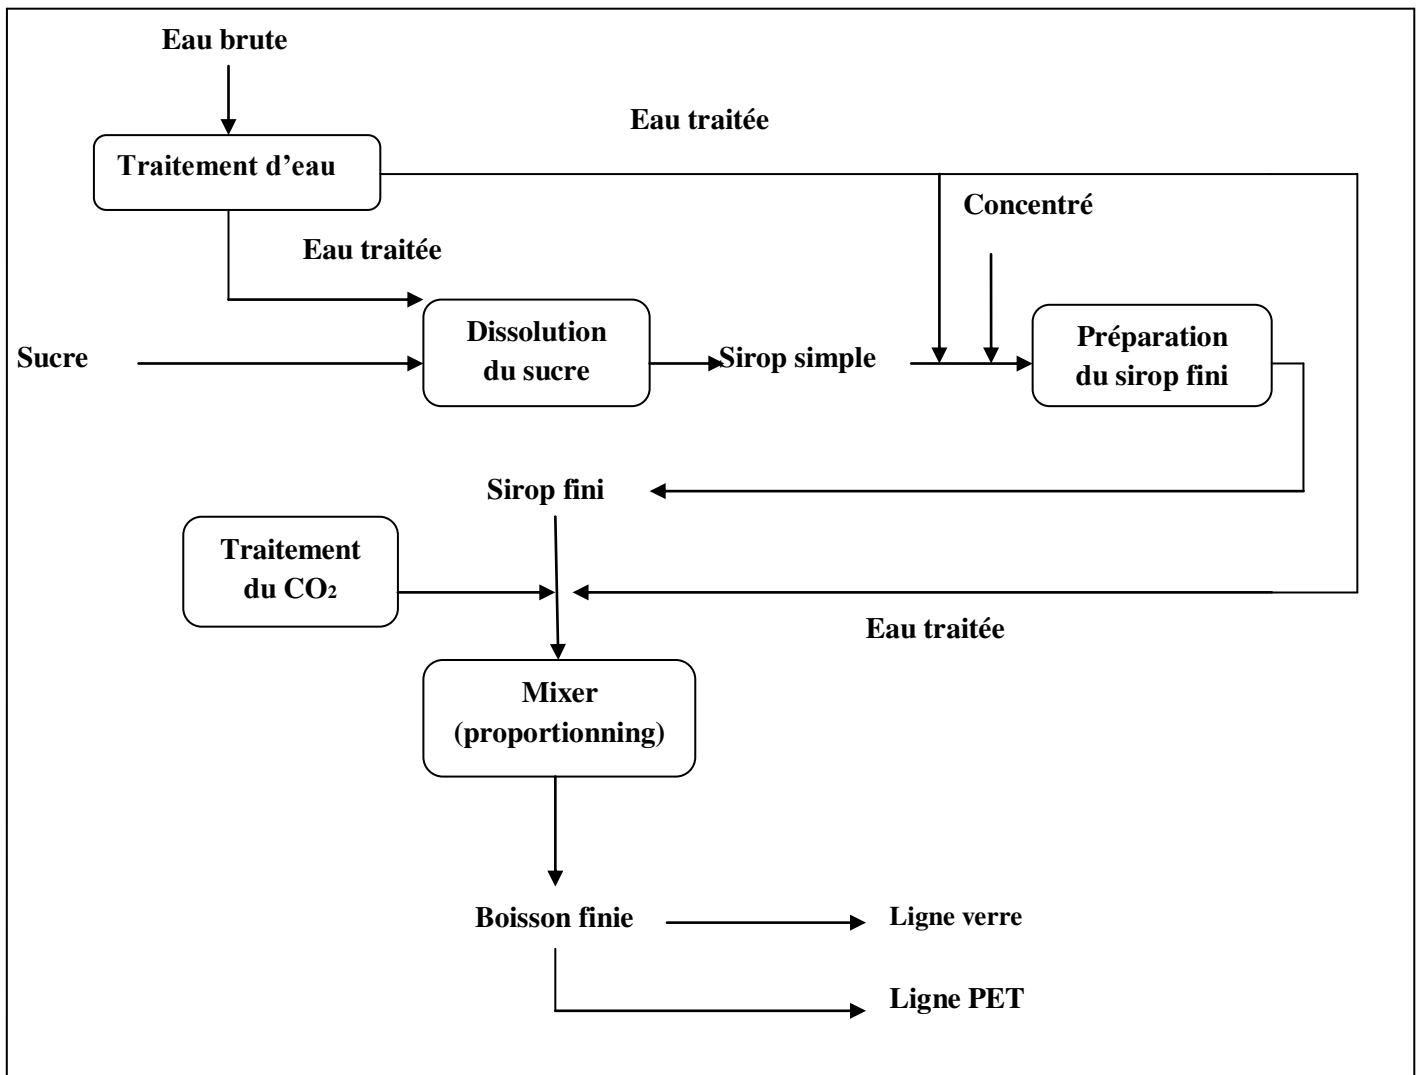 Eau brute
Eau traitée
Traitement d’eau
Concentré
Eau traitée
Dissolution
du sucre
Sucre
Sirop simple
Préparation
du sirop fini
Sirop fini
Traitement
du CO₂
Eau traitée
Mixer
(proportionning)
Boisson finie
Ligne verre
Ligne PET